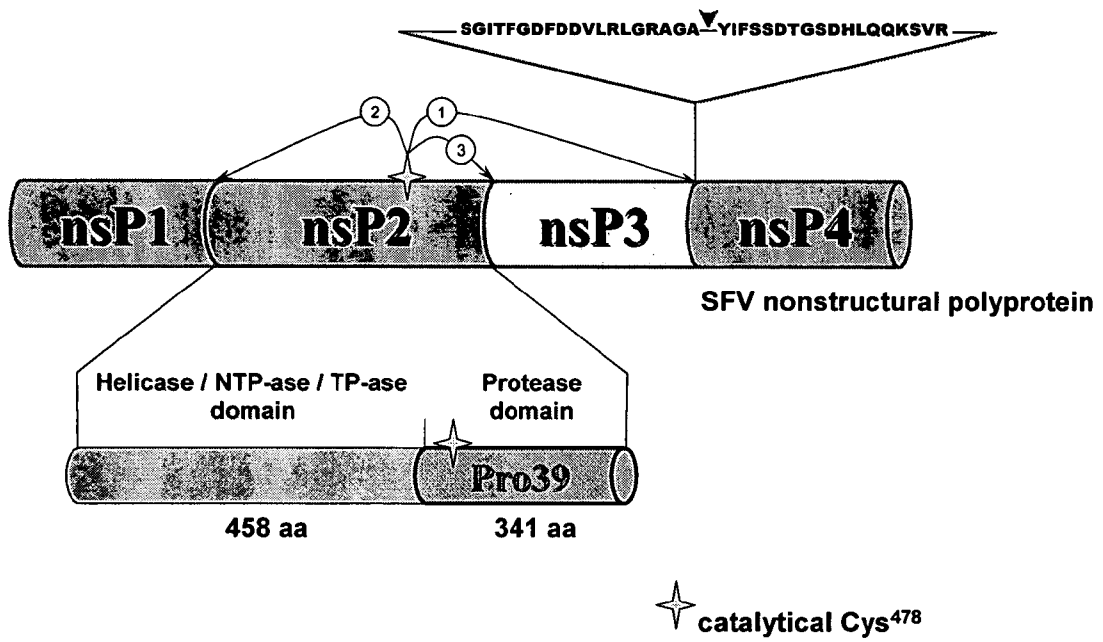 SGITFGDFDDVLRLGRAGA YIFSSDTGSDHLQQKSVR
2 1
3
nsP1 nsP2 nsP3 nsP4
SFV nonstructural polyprotein
Helicase / NTP-ase / TP-ase
domain
Protease
domain
Pro39
458 aa 341 aa
catalytical Cys⁴⁷⁸